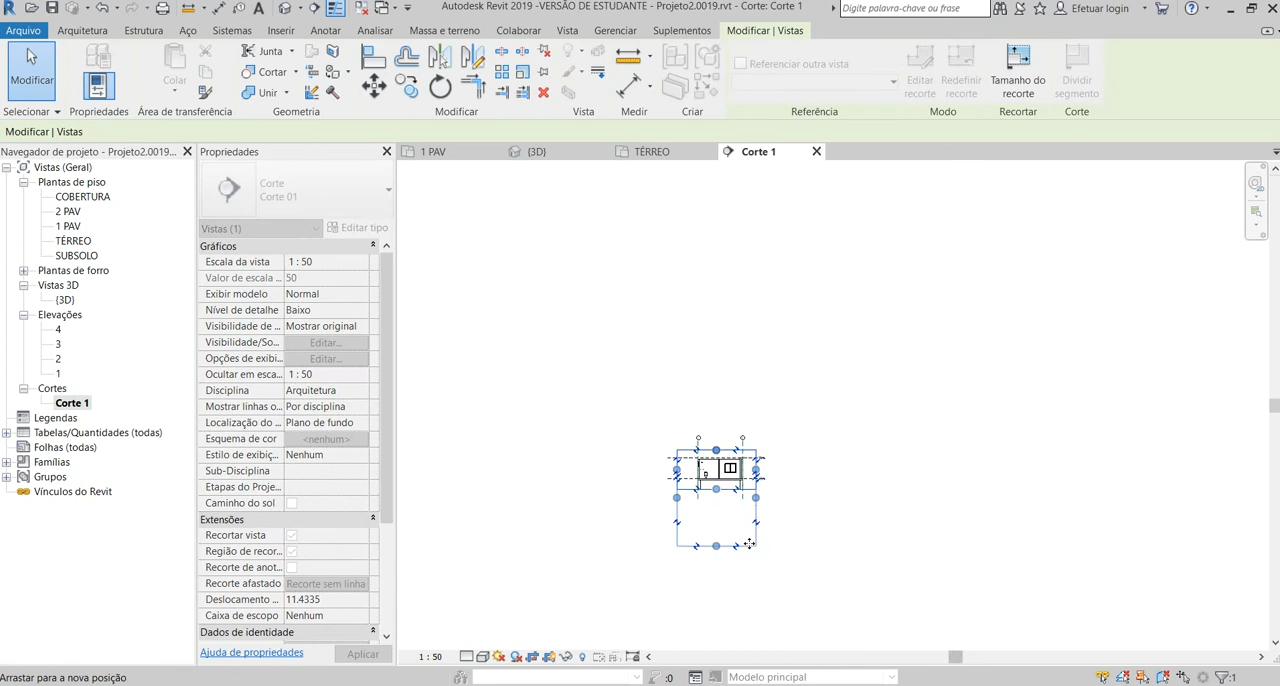 Autodesk Revit 2019 -VERSÃO DE ESTUDANTE - Projeto2.0019.rvt - Corte: Corte 1
Digite palavra-chave ou frase
Efetuar login
Arquivo
Arquitetura
Estrutura
Aço
Sistemas
Inserir
Anotar
Analisar
Massa e terreno
Colaborar
Vista
Gerenciar
Suplementos
Modificar | Vistas
Modificar
Colar
Junta
Cortar
Unir
Referenciar outra vista
Editar recorte
Redefinir recorte
Tamanho do recorte
Dividir segmento
Selecionar
Propriedades
Área de transferência
Geometria
Modificar
Vista
Medir
Criar
Referência
Modo
Recortar
Corte
Modificar | Vistas
Navegador de projeto - Projeto2.0019...
Propriedades
1 PAV
{3D}
TÉRREO
Corte 1
Vistas (Geral)
Plantas de piso
COBERTURA
2 PAV
1 PAV
TÉRREO
SUBSOLO
Plantas de forro
Vistas 3D
{3D}
Elevações
4
3
2
1
Cortes
Corte 1
Legendas
Tabelas/Quantidades (todas)
Folhas (todas)
Famílias
Grupos
Vínculos do Revit
Corte
Corte 01
Vistas (1)
Editar tipo
Gráficos
Escala da vista 1 : 50
Valor de escala ... 50
Exibir modelo Normal
Nível de detalhe Baixo
Visibilidade de ... Mostrar original
Visibilidade/So... Editar...
Opções de exibi... Editar...
Ocultar em esca... 1 : 50
Disciplina Arquitetura
Mostrar linhas o... Por disciplina
Localização do ... Plano de fundo
Esquema de cor <nenhum>
Estilo de exibiç... Nenhum
Sub-Disciplina
Etapas do Proje...
Caminho do sol
Extensões
Recortar vista
Região de recor...
Recorte de anot...
Recorte afastado Recorte sem linha
Deslocamento ... 11.4335
Caixa de escopo Nenhum
Dados de identidade
Ajuda de propriedades
Aplicar
1 : 50
Arrastar para a nova posição
:0
Modelo principal
:1